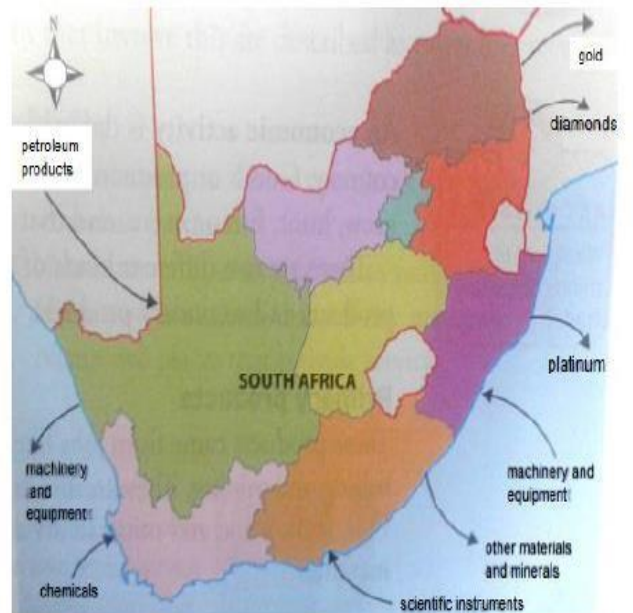 N
gold
diamonds
petroleum
products
SOUTH AFRICA
platinum
machinery
and
equipment
machinery and
equipment
chemicals
other materials
and minerals
scientific instruments